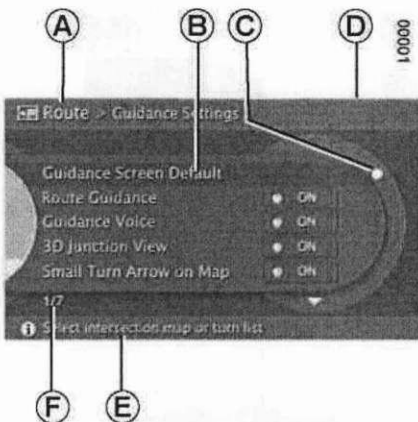 A B C D
00001
Route > Guidance Settings
Guidance Screen Default
Route Guidance ON
Guidance Voice ON
3D Junction View ON
Small Turn Arrow on Map ON
1/7
Select intersection map or turn list
F E